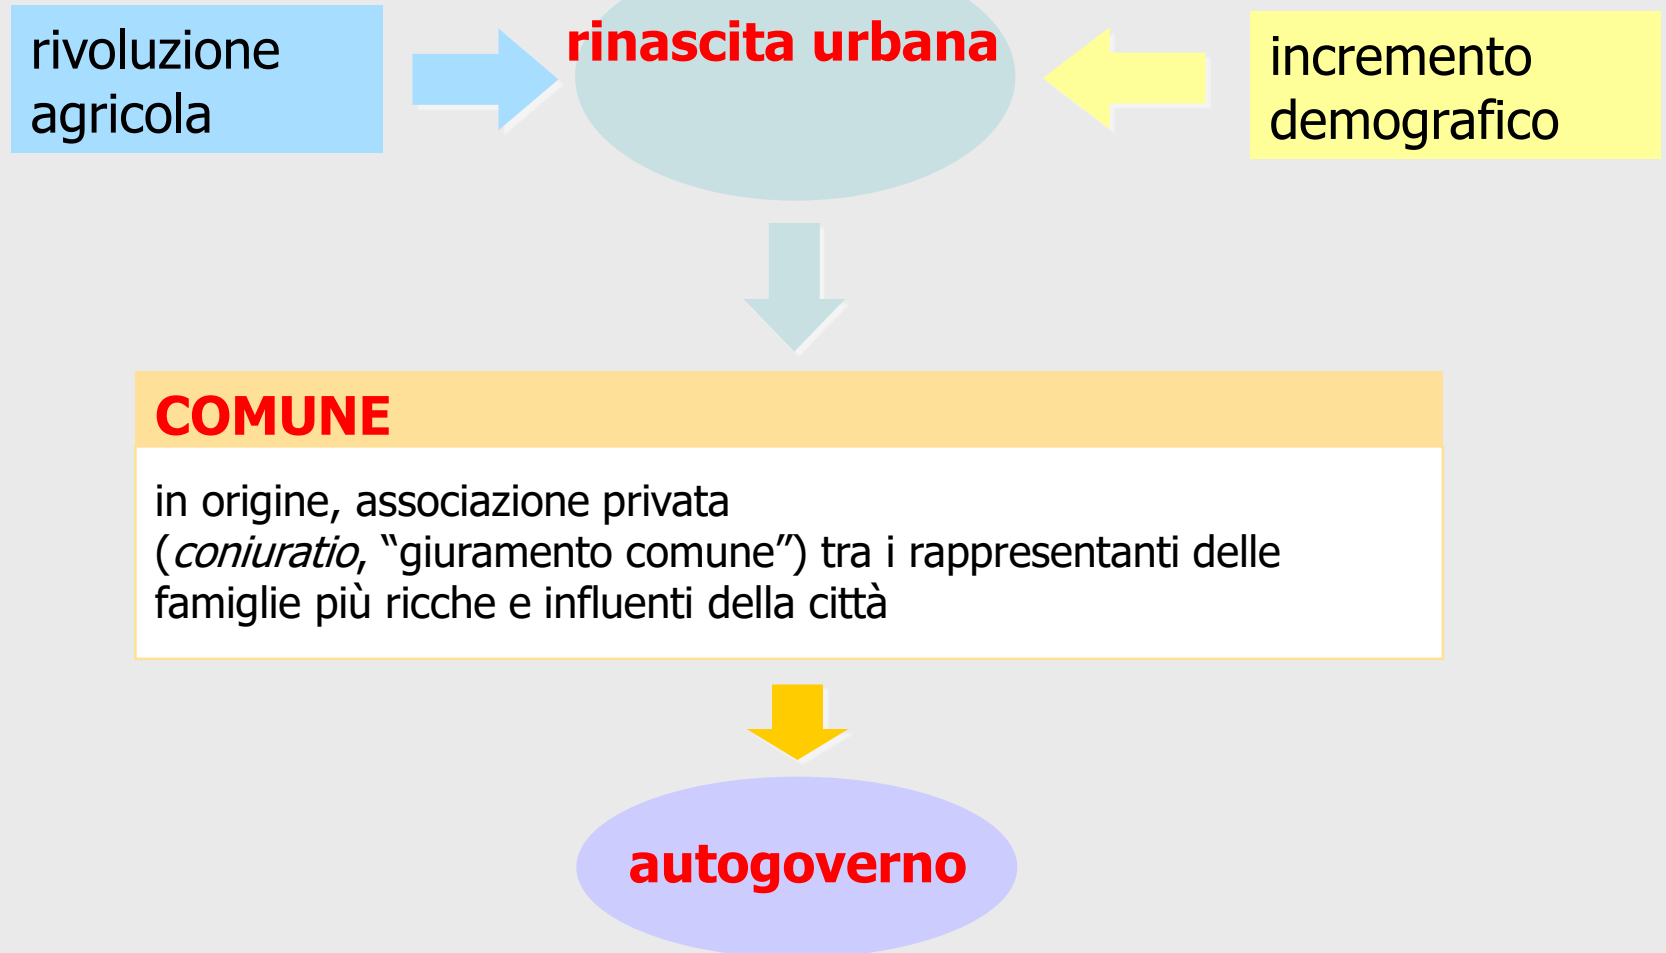 rivoluzione
agricola
rinascita urbana
incremento
demografico
COMUNE
in origine, associazione privata
(coniuratio, “giuramento comune”) tra i rappresentanti delle
famiglie più ricche e influenti della città
autogoverno